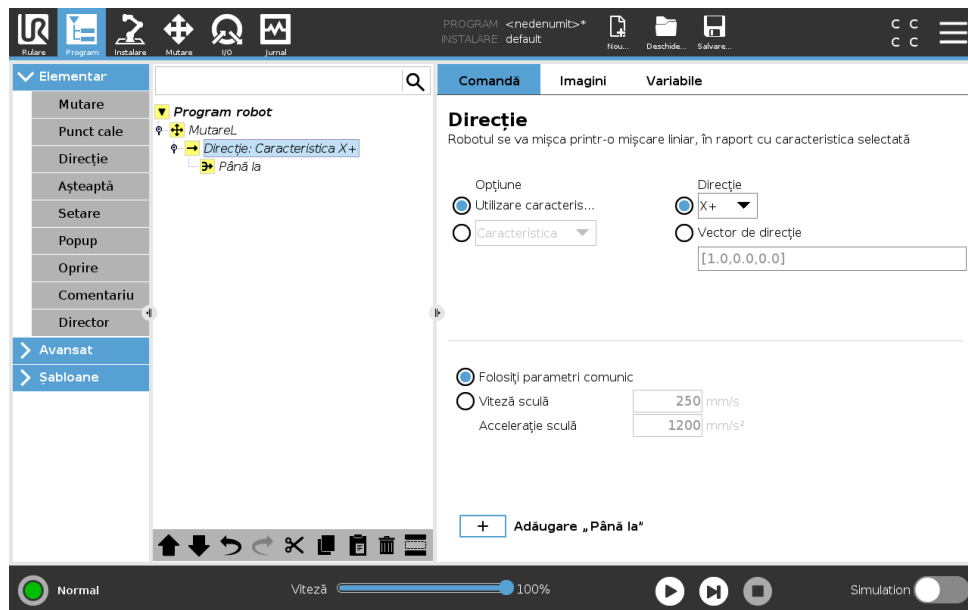 PROGRAM <nedenumit>*
INSTALARE default
Rulare Program Instalare Mutare I/O Jurnal
Nou... Deschide... Salvare...
C C
C C
Elementar
Mutare
Punct cale
Direcție
Așteaptă
Setare
Popup
Oprire
Comentariu
Director
Avansat
Șabloane
Program robot
MutareL
Direcție: Caracteristica X+
Până la
Comandă Imagini Variabile
Direcție
Robotul se va mișca printr-o mișcare liniar, în raport cu caracteristica selectată
Opțiune Direcție
Utilizare caracteris... X+
Caracteristica Vector de direcție
[1.0,0.0,0.0]
Folosiți parametri comunic
Viteză sculă 250 mm/s
Accelerație sculă 1200 mm/s²
+ Adăugare „Până la"
Normal Viteză 100% Simulation